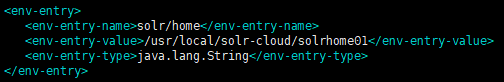 <env-entry>
<env-entry-name>solr/home</env-entry-name>
<env-entry-value>/usr/local/solr-cloud/solrhome01</env-entry-value>
<env-entry-type>java.lang.String</env-entry-type>
</env-entry>